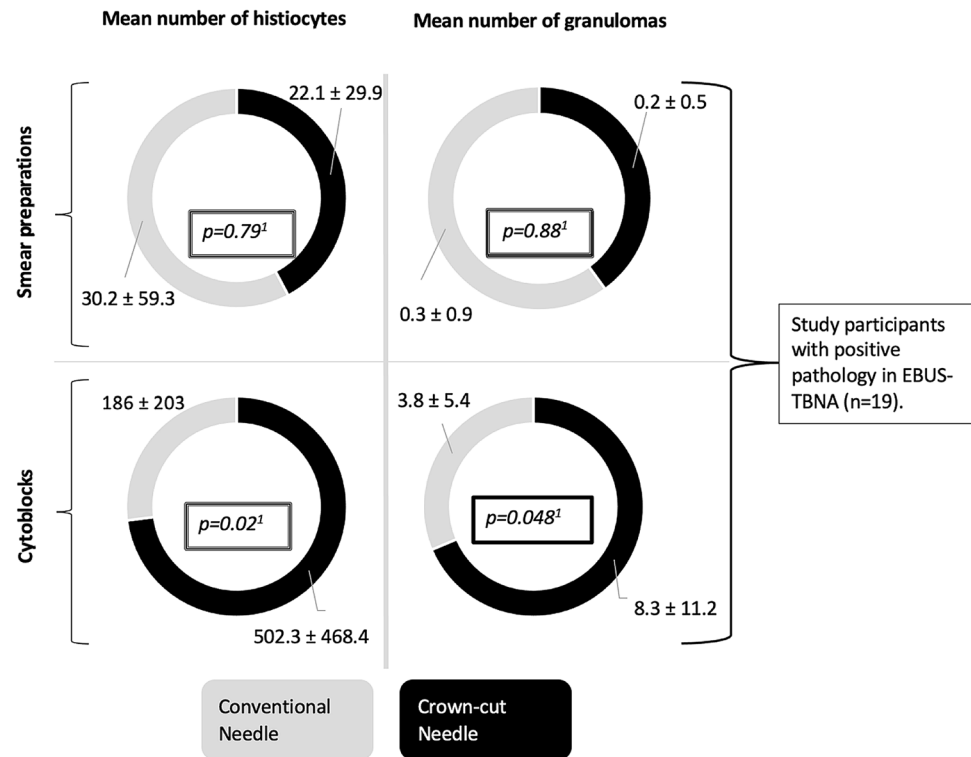 Mean number of histiocytes
Mean number of granulomas
Smear preparations
22.1 ± 29.9
p=0.79¹
30.2 ± 59.3
0.2 ± 0.5
p=0.88¹
0.3 ± 0.9
Cytoblocks
186 ± 203
p=0.02¹
502.3 ± 468.4
3.8 ± 5.4
p=0.048¹
8.3 ± 11.2
Study participants
with positive
pathology in EBUS-
TBNA (n=19).
Conventional
Needle
Crown-cut
Needle